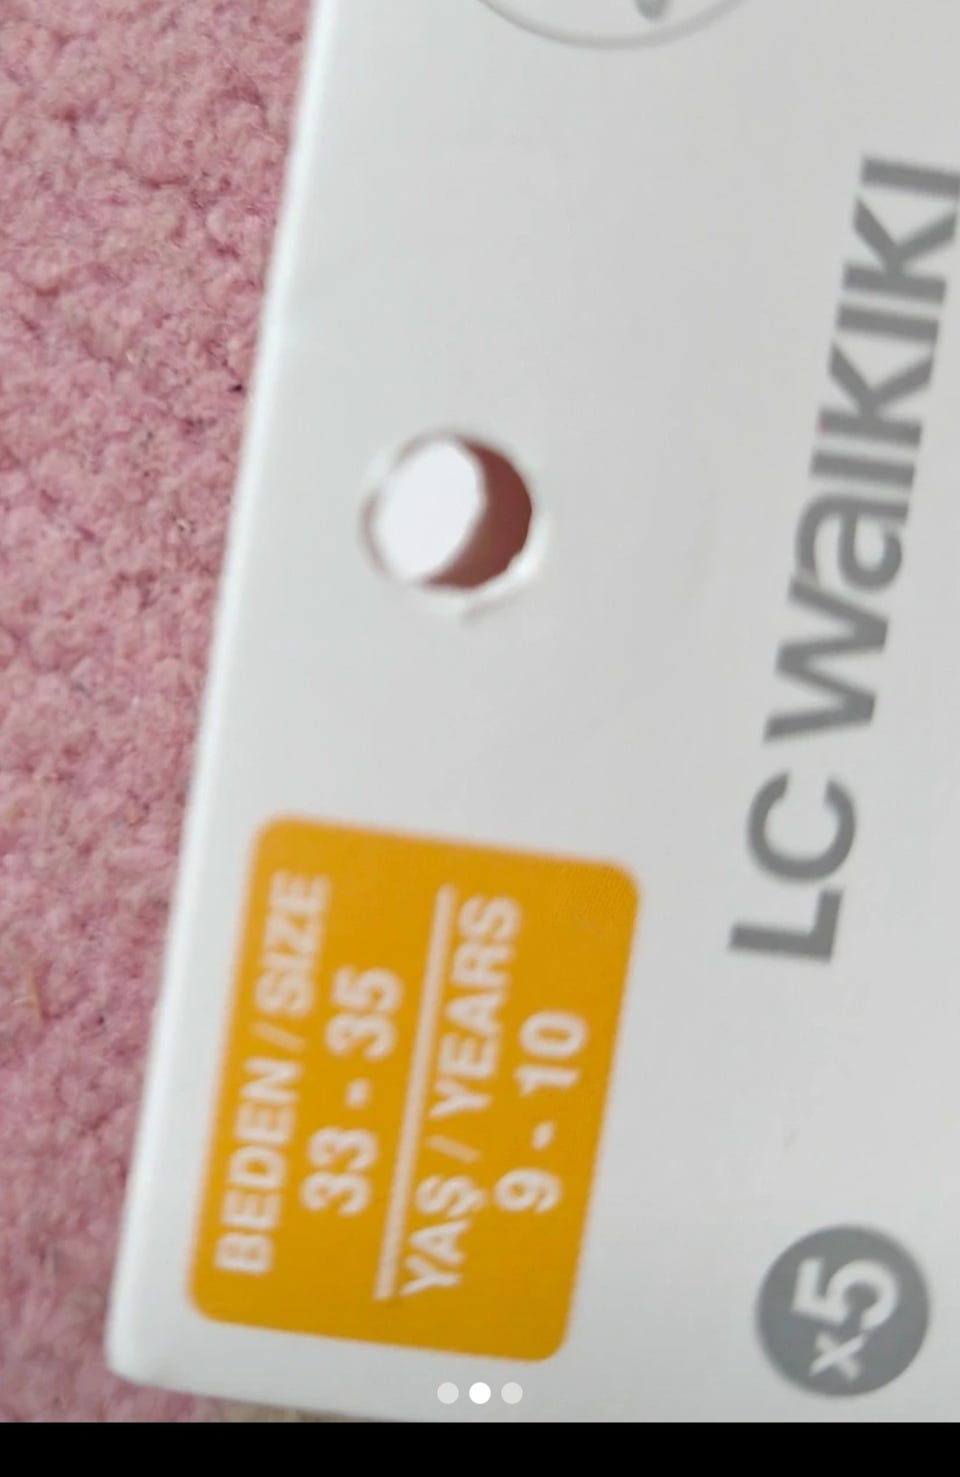 BEDEN / SIZE
33 - 35
YAŞ / YEARS
9 - 10
LC Waikiki
x5